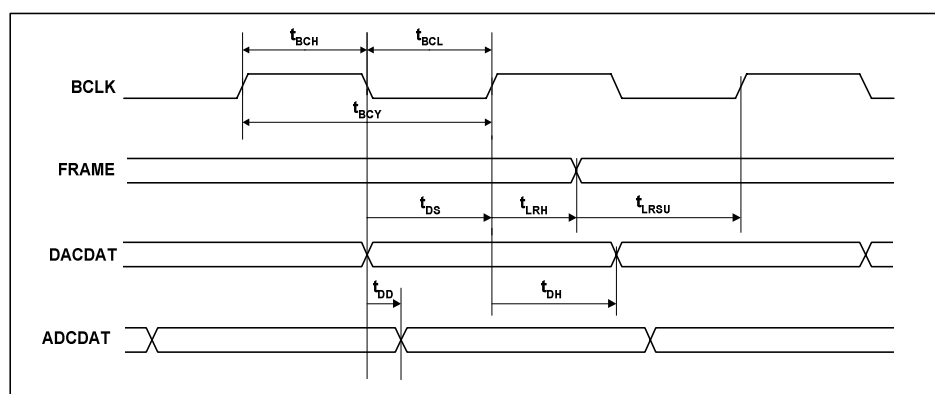 tBCH
tBCL
BCLK
tBCY
FRAME
tDS
tLRH
tLRSU
DACDAT
tDD
tDH
ADCDAT